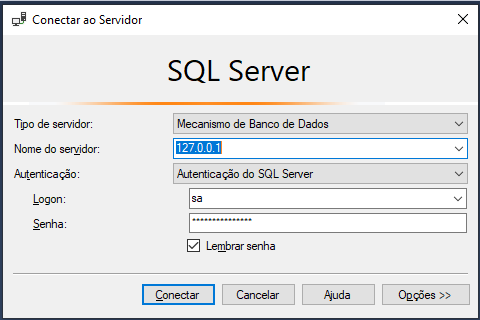 Conectar ao Servidor
SQL Server
Tipo de servidor: Mecanismo de Banco de Dados
Nome do servidor: 127.0.0.1
Autenticação: Autenticação do SQL Server
Logon: sa
Senha: ***************
Lembrar senha
Conectar Cancelar Ajuda Opções >>